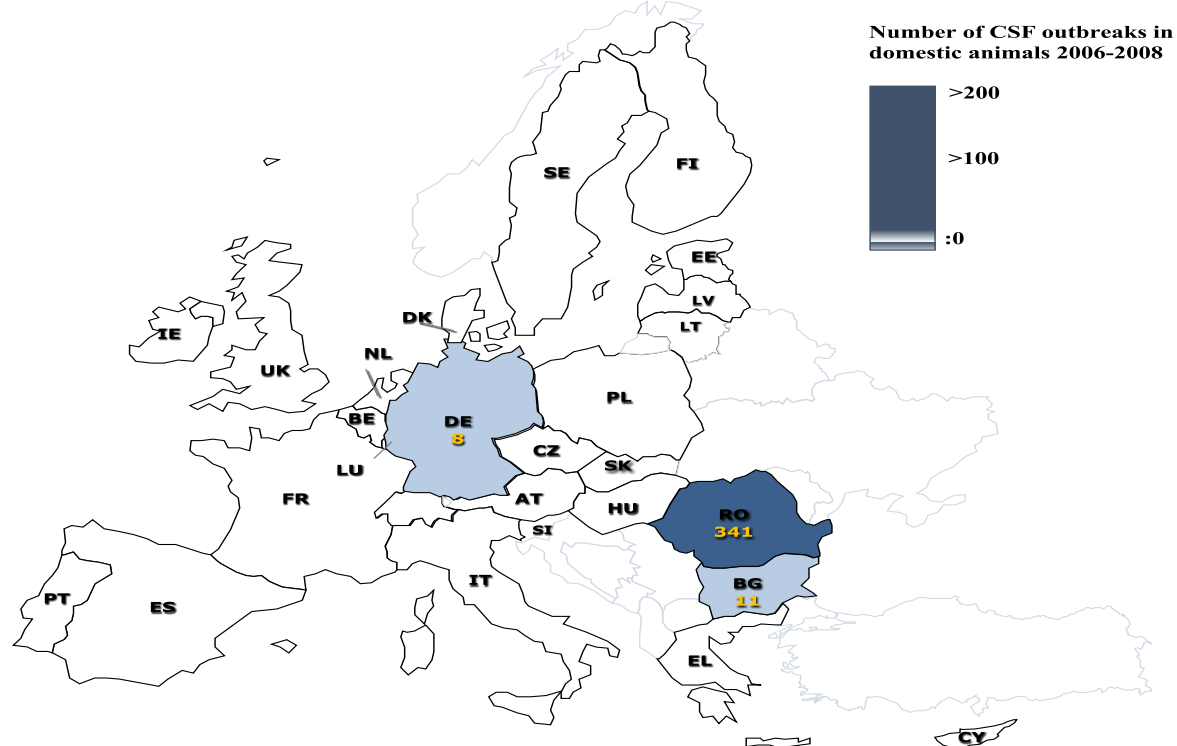 Number of CSF outbreaks in
domestic animals 2006-2008
>200
>100
:0
SE
FI
EE
LV
LT
DK
IE
NL
UK
PL
BE
DE
8
CZ
LU
SK
FR
AT
HU
RO
341
SI
IT
BG
11
PT
ES
EL
CY